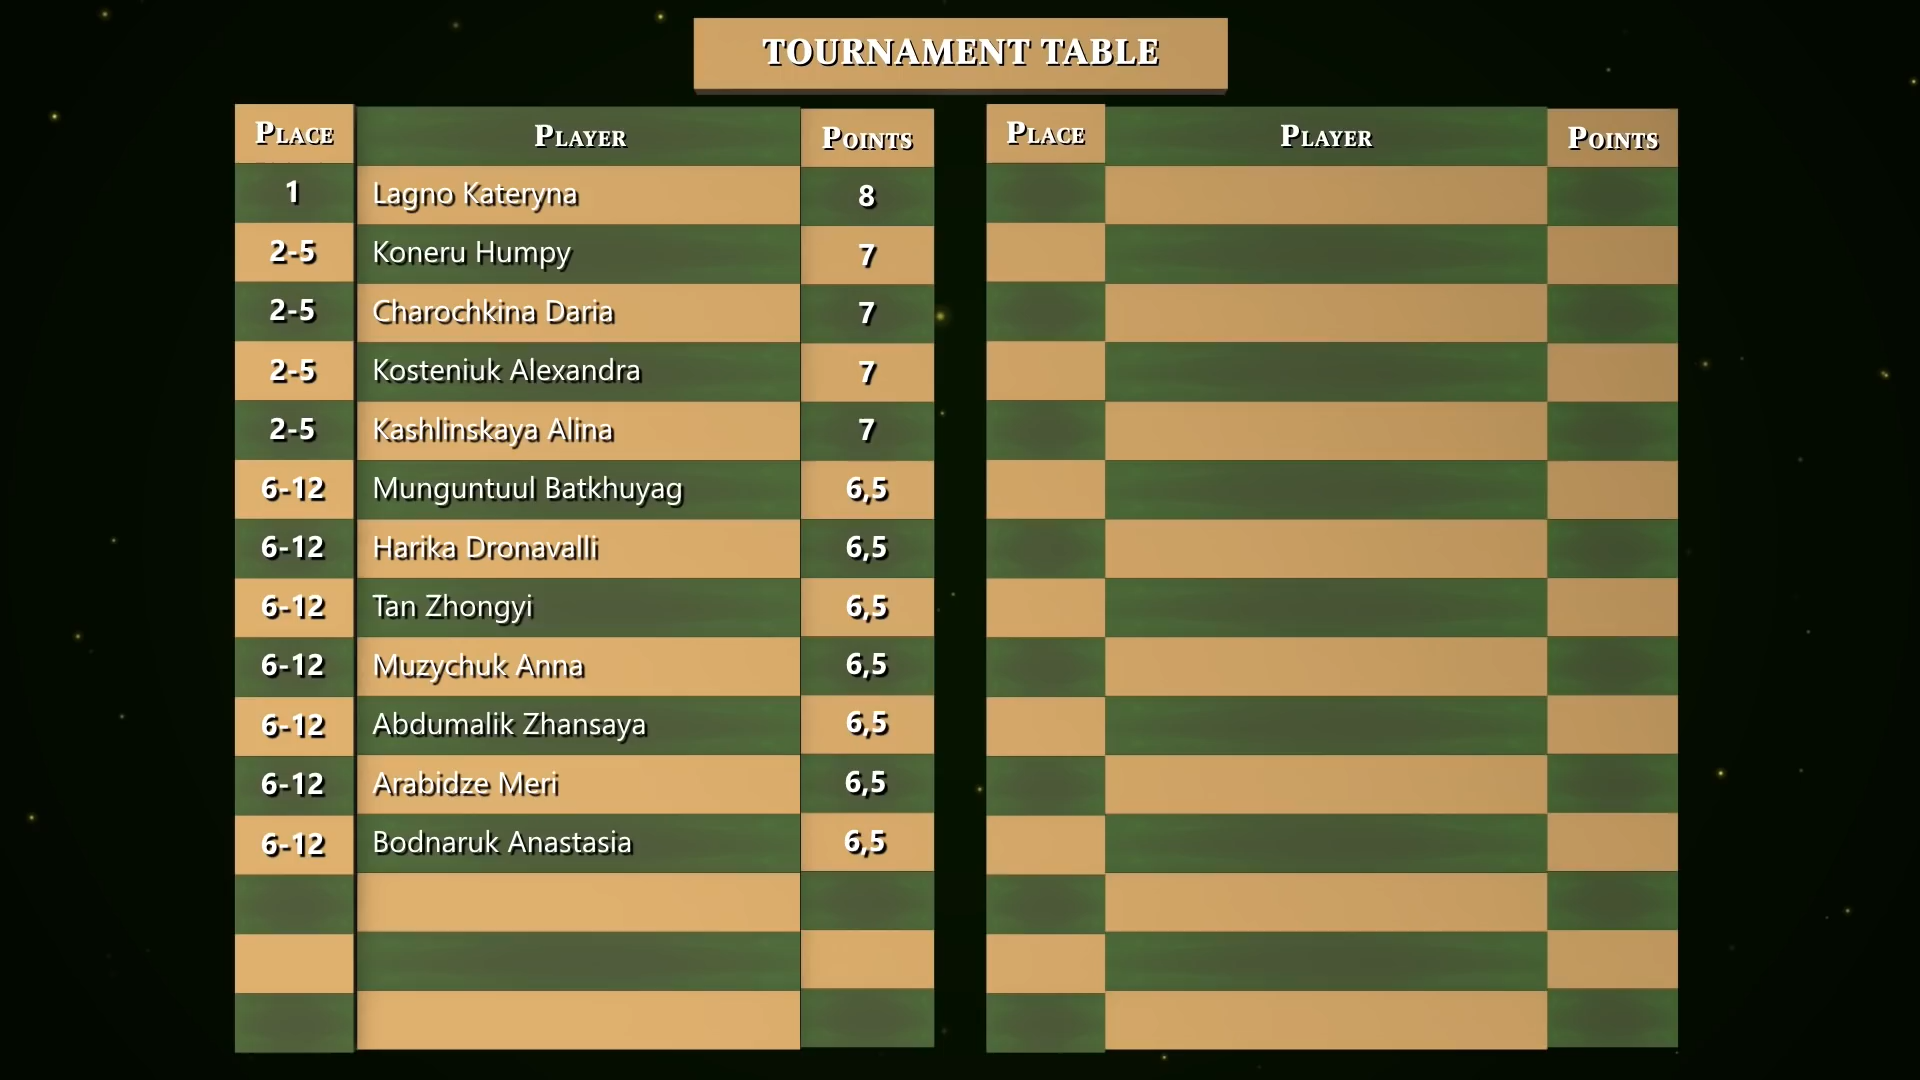 TOURNAMENT TABLE
PLACE PLAYER POINTS PLACE PLAYER POINTS
1 Lagno Kateryna 8
2-5 Koneru Humpy 7
2-5 Charochkina Daria 7
2-5 Kosteniuk Alexandra 7
2-5 Kashlinskaya Alina 7
6-12 Munguntuul Batkhuyag 6,5
6-12 Harika Dronavalli 6,5
6-12 Tan Zhongyi 6,5
6-12 Muzychuk Anna 6,5
6-12 Abdumalik Zhansaya 6,5
6-12 Arabidze Meri 6,5
6-12 Bodnaruk Anastasia 6,5